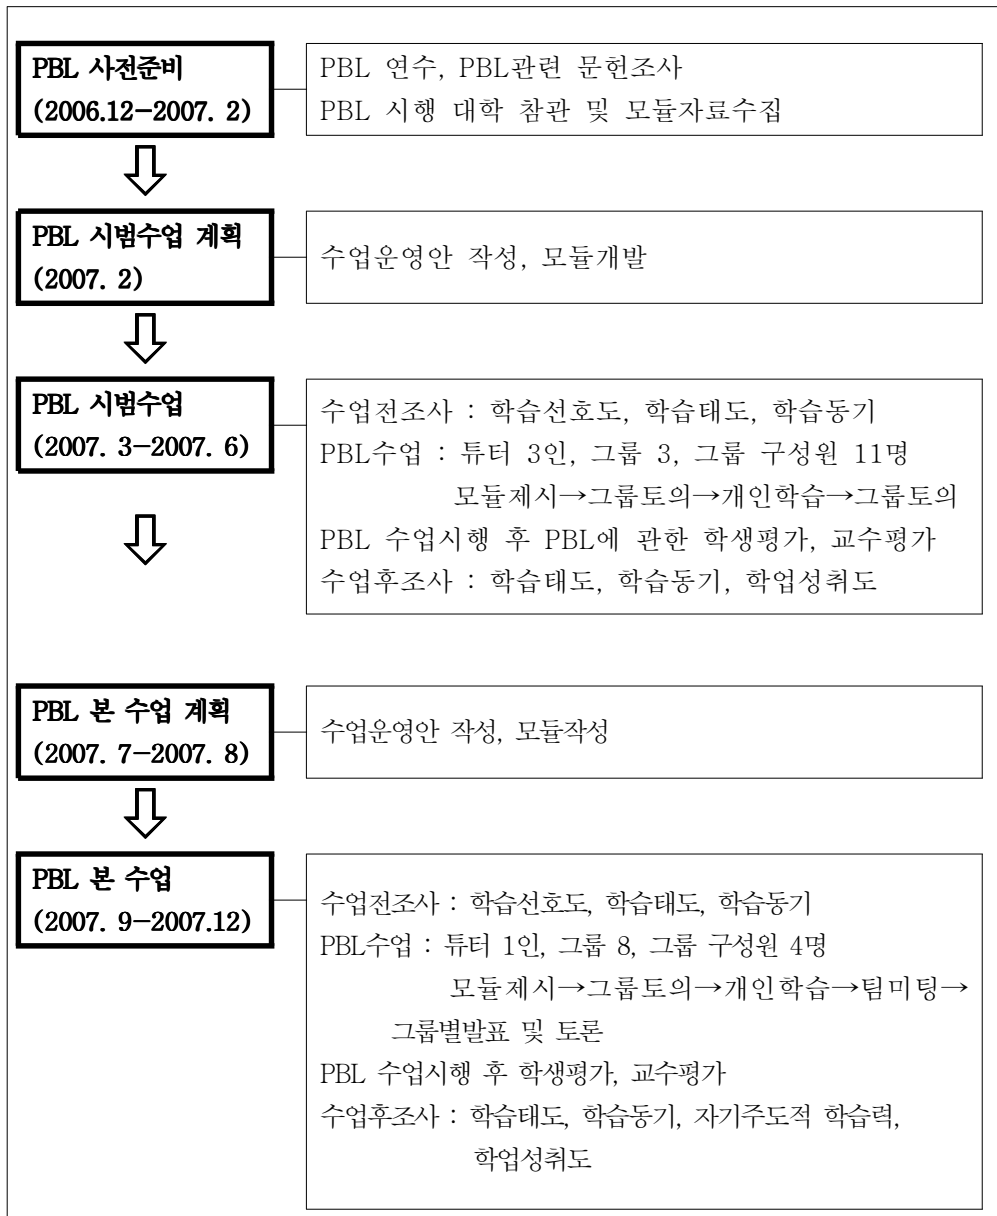 PBL 사전준비
(2006.12-2007. 2)
PBL 연수, PBL관련 문헌조사
PBL 시행 대학 참관 및 모듈자료수집
PBL 시범수업 계획
(2007. 2)
수업운영안 작성, 모듈개발
PBL 시범수업
(2007. 3-2007. 6)
수업전조사 : 학습선호도, 학습태도, 학습동기
PBL수업 : 튜터 3인, 그룹 3, 그룹 구성원 11명
모듈제시→그룹토의→개인학습→그룹토의
PBL 수업시행 후 PBL에 관한 학생평가, 교수평가
수업후조사 : 학습태도, 학습동기, 학업성취도
PBL 본 수업 계획
(2007. 7-2007. 8)
수업운영안 작성, 모듈작성
PBL 본 수업
(2007. 9-2007.12)
수업전조사 : 학습선호도, 학습태도, 학습동기
PBL수업 : 튜터 1인, 그룹 8, 그룹 구성원 4명
모듈제시→그룹토의→개인학습→팀미팅→
그룹별발표 및 토론
PBL 수업시행 후 학생평가, 교수평가
수업후조사 : 학습태도, 학습동기, 자기주도적 학습력,
학업성취도